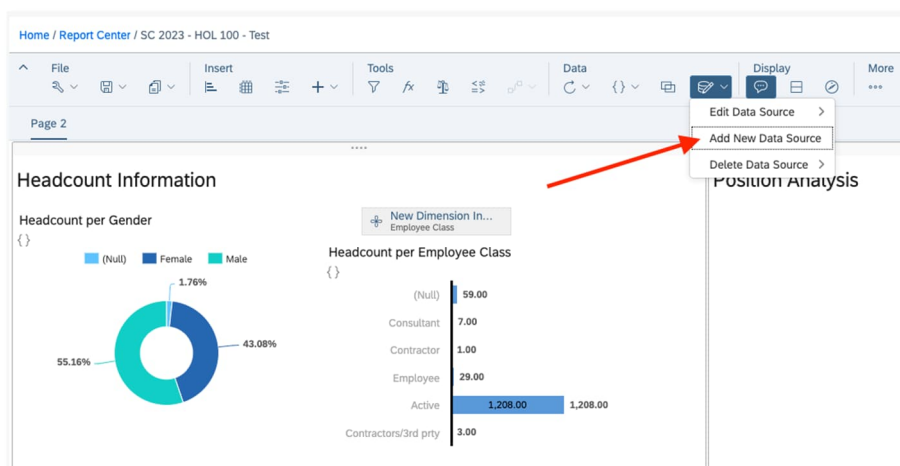 Home / Report Center / SC 2023 - HOL 100 - Test
File
Insert
Tools
Data
Display
More
Edit Data Source
Add New Data Source
Delete Data Source
Page 2
Headcount Information
Position Analysis
Headcount per Gender
{}
(Null)
Female
Male
1.76%
43.08%
55.16%
New Dimension In...
Employee Class
Headcount per Employee Class
{}
(Null) 59.00
Consultant 7.00
Contractor 1.00
Employee 29.00
Active 1,208.00 1,208.00
Contractors/3rd prty 3.00